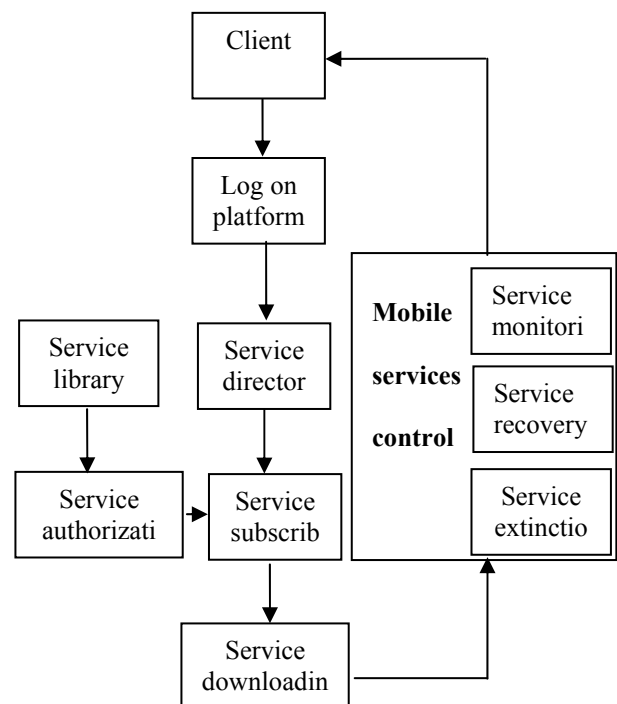 Client
Log on
platform
Service
director
Service
library
Service
authorizati
Service
subscrib
Service
downloadin
Mobile
services
control
Service
monitori
Service
recovery
Service
extinctio